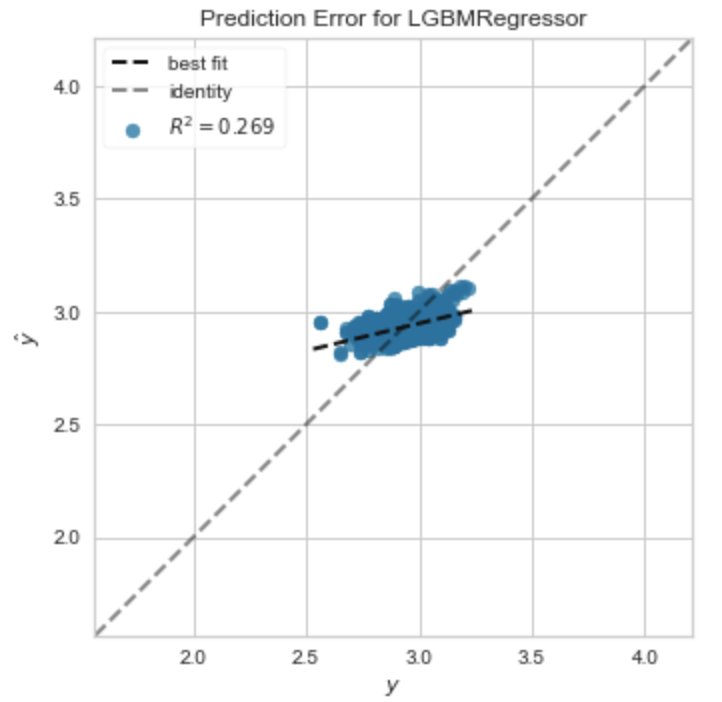 Prediction Error for LGBMRegressor
best fit
identity
R² = 0.269
4.0
3.5
3.0
2.5
2.0
ŷ
2.0 2.5 3.0 3.5 4.0
y